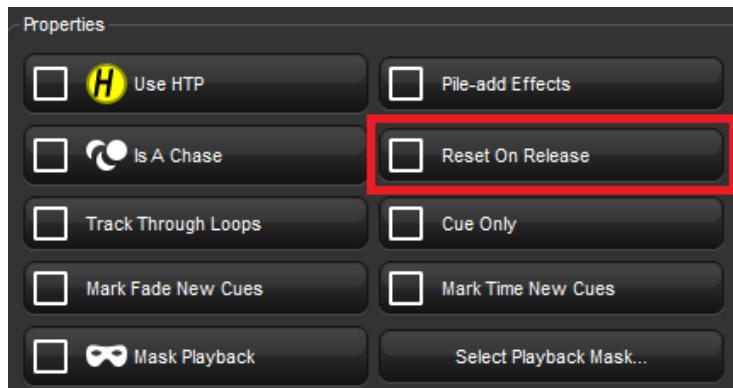 Properties
H Use HTP
Pile-add Effects
Is A Chase
Reset On Release
Track Through Loops
Cue Only
Mark Fade New Cues
Mark Time New Cues
Mask Playback
Select Playback Mask...